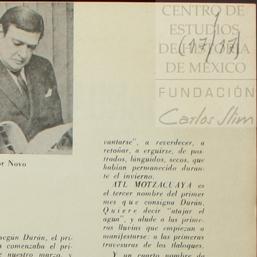 CENTRO DE
ESTUDIOS
DE HISTORIA
DE MÉXICO
(17/17)
FUNDACIÓN
Carlos Slim
or Novo
vantarse", a reverdecer, a
retoñar, a erguirse, de pos-
trados, lánguidos, secos, que
habían permanecido duran-
te el invierno.
ATL MOTZACUAYA es
el tercer nombre del primer
mes que consigna Durán,
Quiere decir "atajar el
agua", y alude a las prime-
ras lluvias que empiezan a
manifestarse: a las primeras
travesuras de los tlaloques.
Y un cuarto nombre de
según Durán, el pri-
comenzaba el pri-
nuestro marzo, y